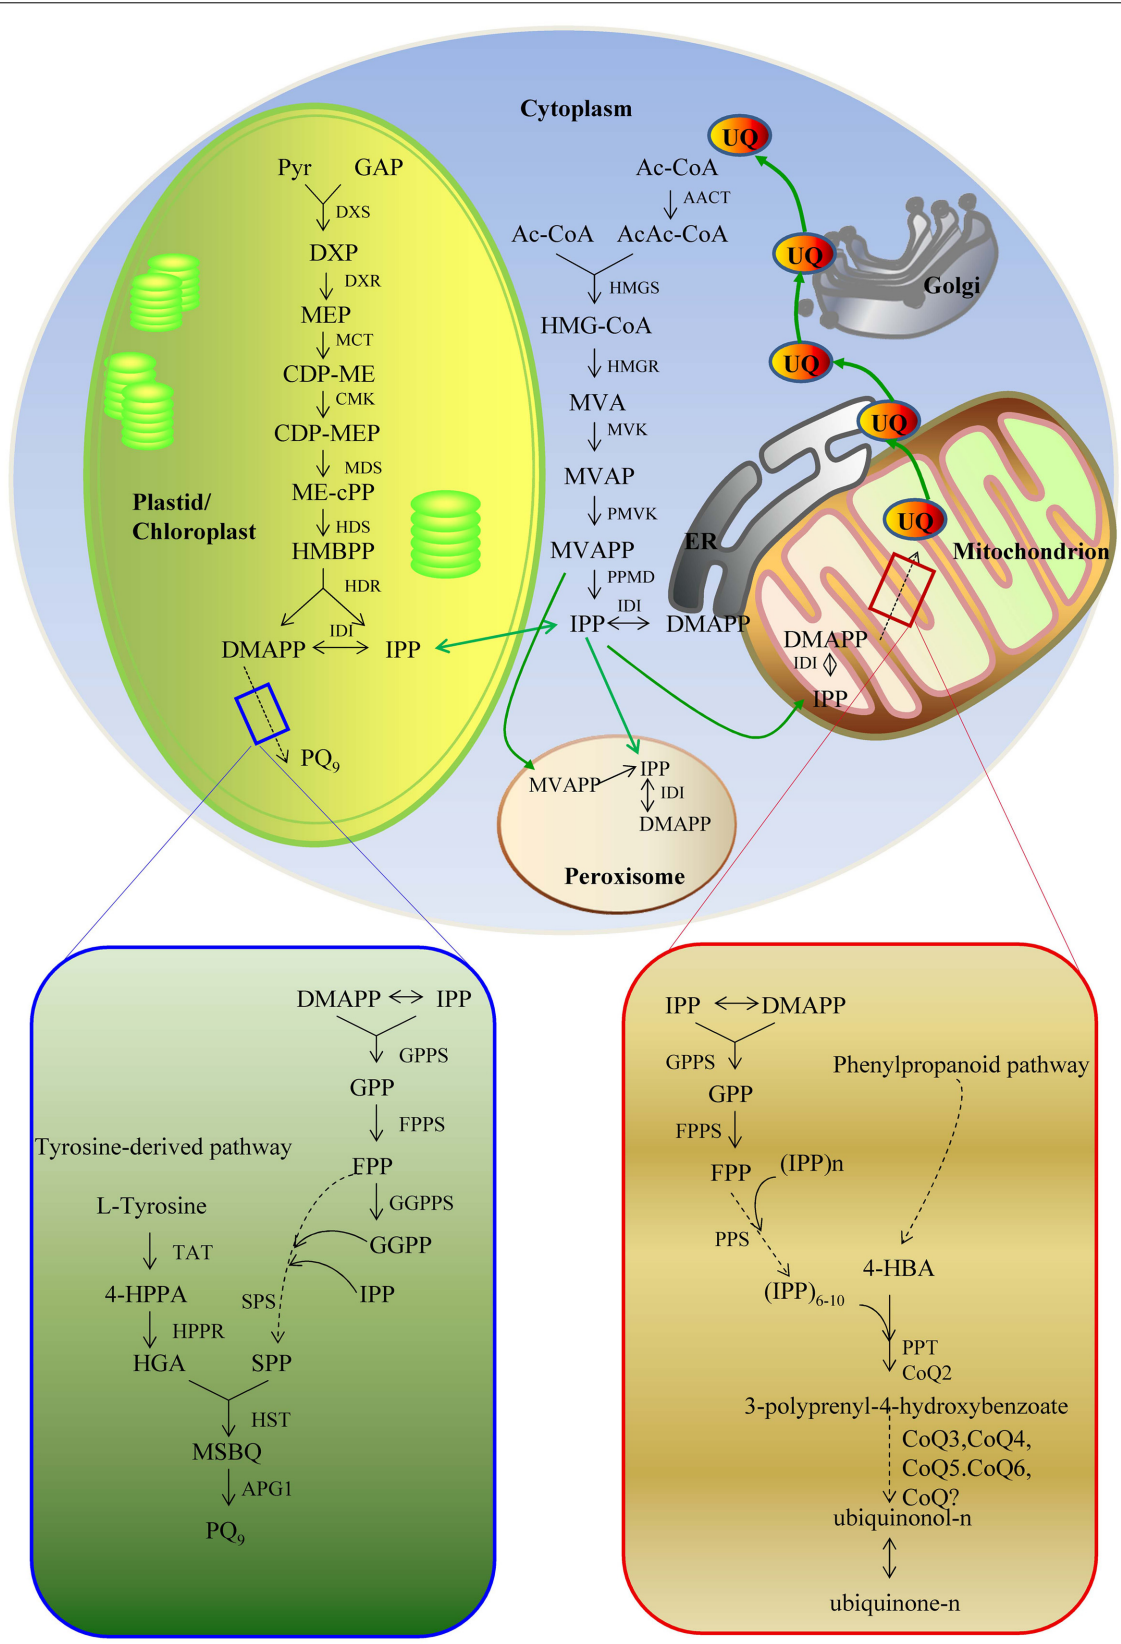 Cytoplasm
UQ
Pyr
GAP
DXS
DXP
DXR
MEP
MCT
CDP-ME
CMK
CDP-MEP
MDS
ME-cPP
HDS
HMBPP
HDR
IDI
DMAPP
IPP
PQ9
Plastid/
Chloroplast
Ac-CoA
AACT
Ac-CoA
AcAc-CoA
HMGS
HMG-CoA
HMGR
MVA
MVK
MVAP
PMVK
MVAPP
PPMD
IPP
IDI
DMAPP
UQ
Golgi
UQ
UQ
UQ
ER
Mitochondrion
DMAPP
IDI
IPP
MVAPP
IPP
IDI
DMAPP
Peroxisome
DMAPP
IPP
GPPS
GPP
FPPS
Tyrosine-derived pathway
FPP
GGPPS
L-Tyrosine
GGPP
TAT
4-HPPA
IPP
SPS
HPPR
HGA
SPP
HST
MSBQ
APG1
PQ9
IPP
DMAPP
GPPS
Phenylpropanoid pathway
GPP
FPPS
FPP
(IPP)n
PPS
4-HBA
(IPP)6-10
PPT
CoQ2
3-polyprenyl-4-hydroxybenzoate
CoQ3,CoQ4,
CoQ5.CoQ6,
CoQ?
ubiquinonol-n
ubiquinone-n